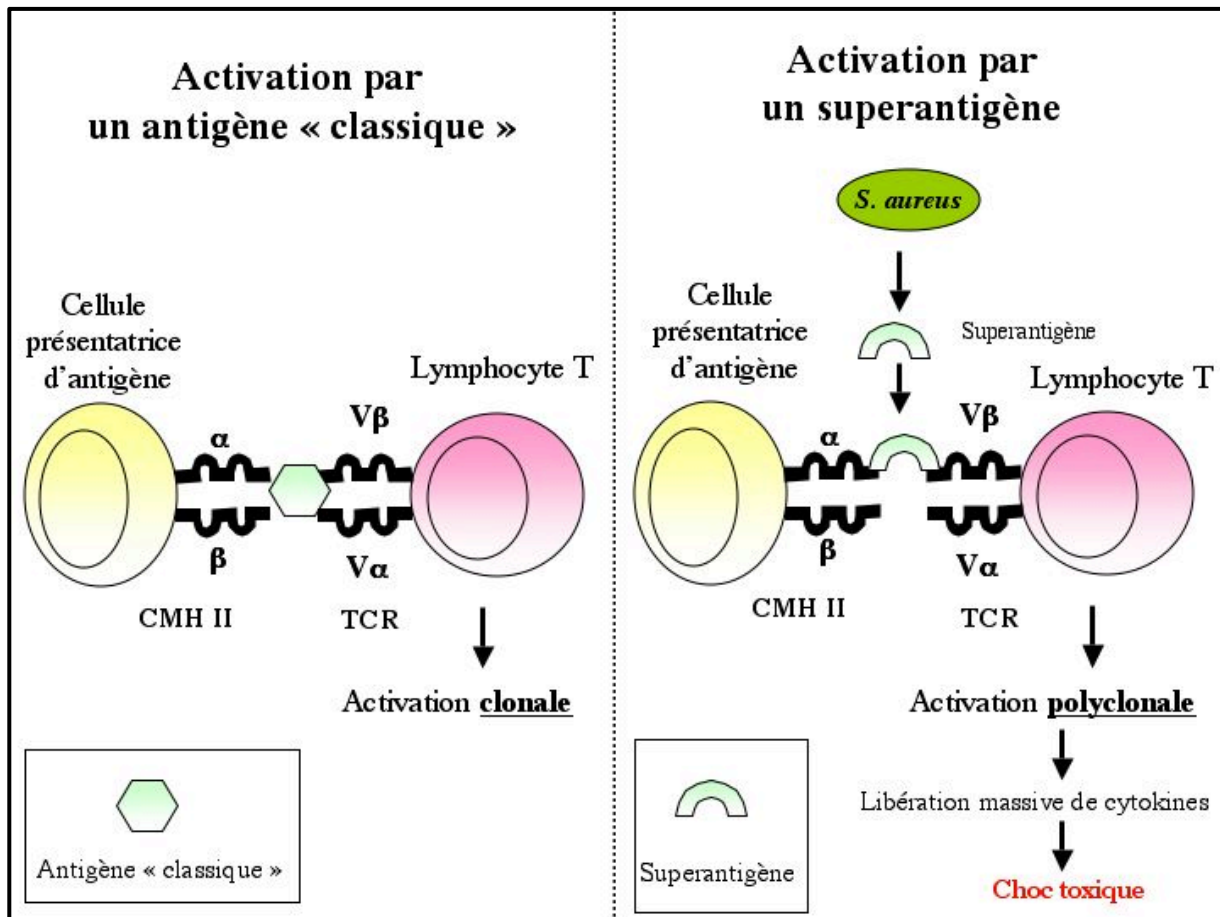 Activation par
un antigène « classique »
Cellule
présentatrice
d'antigène
Lymphocyte T
α
Vβ
β
Vα
CMH II
TCR
Activation clonale
Antigène « classique »
Activation par
un superantigène
S. aureus
Superantigène
Cellule
présentatrice
d'antigène
Lymphocyte T
α
Vβ
β
Vα
CMH II
TCR
Activation polyclonale
Libération massive de cytokines
Choc toxique
Superantigène